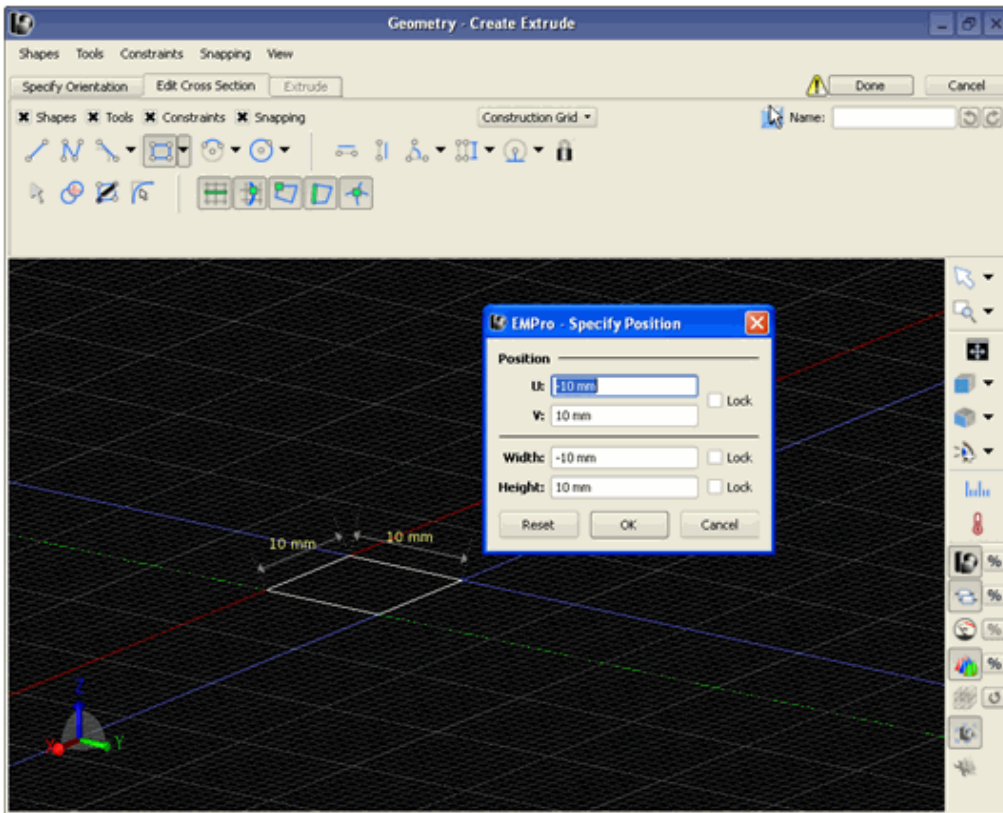 Geometry - Create Extrude
Shapes Tools Constraints Snapping View
Specify Orientation Edit Cross Section Extrude Done Cancel
Shapes Tools Constraints Snapping Construction Grid Name:
EMPro - Specify Position
Position
U: -10 mm
Lock
V: 10 mm
Width: -10 mm Lock
Height: 10 mm Lock
Reset OK Cancel
10 mm 10 mm
Z
X Y
%
%
%
%